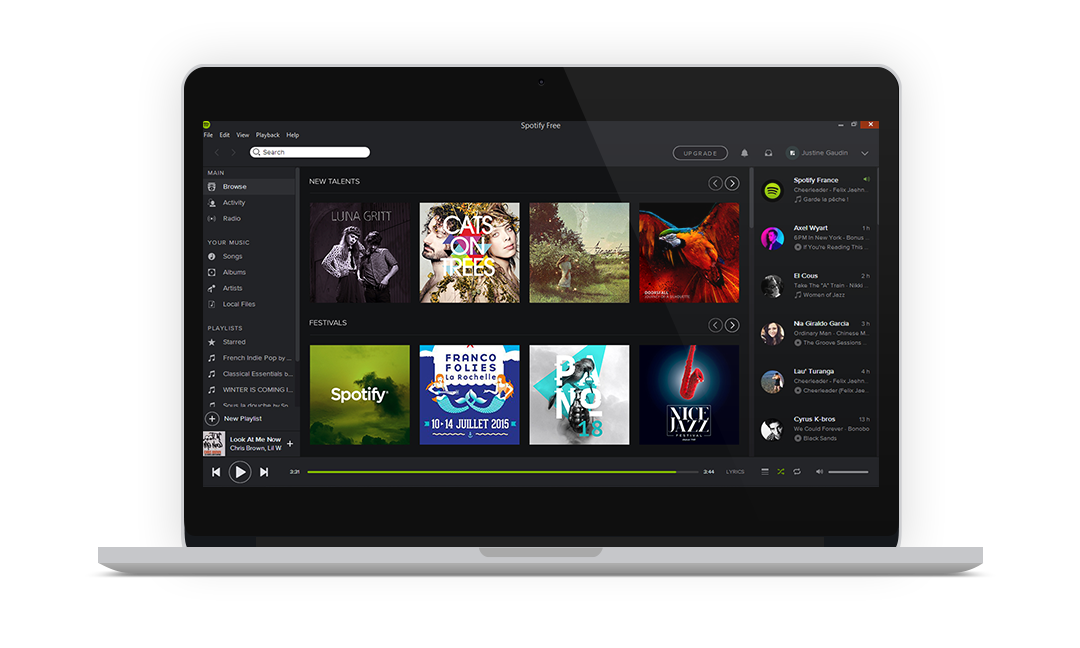 Spotify Free
File Edit View Playback Help
Search
UPGRADE
Justine Gaudin
MAIN
Browse
Activity
Radio
YOUR MUSIC
Songs
Albums
Artists
Local Files
PLAYLISTS
Starred
French Indie Pop by ...
Classical Essentials b...
WINTER IS COMING I...
Sous la douche by Sp
New Playlist
Look At Me Now
Chris Brown, Lil W
NEW TALENTS
LUNA GRITT
CATS
ON
TREES
DOORSFALL
JOURNEY OF A SILHOUETTE
FESTIVALS
Spotify
FRANCO
FOLIES
La Rochelle
10-14 JUILLET 2015
18
NICE
JAZZ
FESTIVAL
Spotify France
Cheerleader - Felix Jaehn...
Garde la pêche !
Axel Wyart 1 h
6PM In New York - Bonus ...
If You're Reading This ...
El Cous 2 h
Take The "A" Train - Nikki ...
Women of Jazz
Nia Giraldo Garcia 3 h
Ordinary Man - Chinese M...
The Groove Sessions ...
Lau' Turanga 4 h
Cheerleader - Felix Jaehn...
Cheerleader (Felix Jae...
Cyrus K-bros 13 h
We Could Forever - Bonobo
Black Sands
3:31
3:44
LYRICS